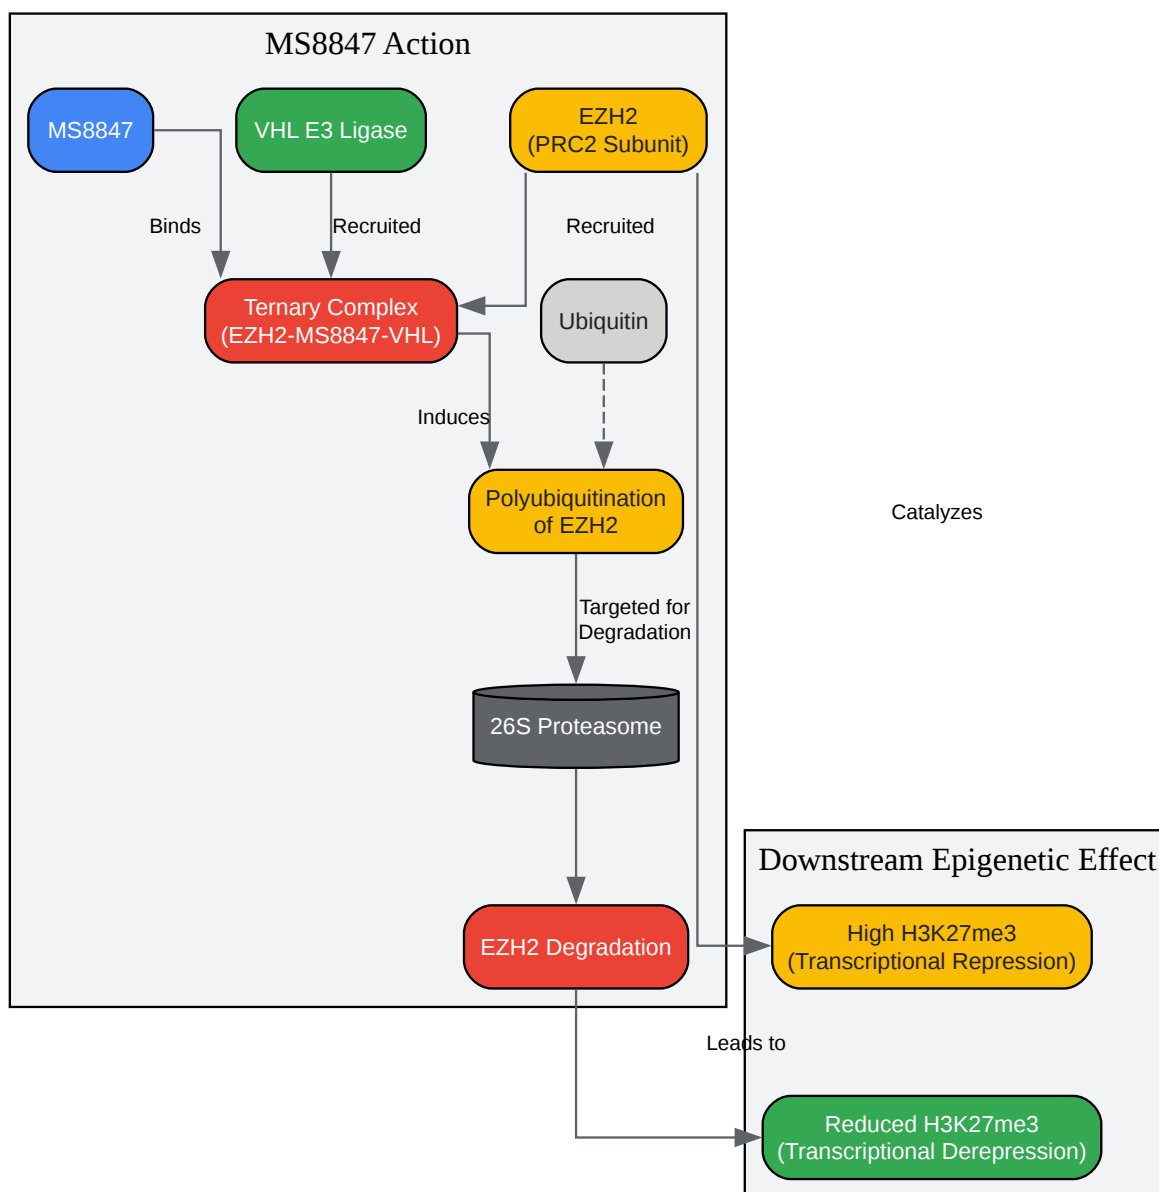 MS8847 Action
MS8847
VHL E3 Ligase
EZH2
(PRC2 Subunit)
Binds
Recruited
Recruited
Ternary Complex
(EZH2-MS8847-VHL)
Ubiquitin
Induces
Polyubiquitination
of EZH2
Catalyzes
Targeted for
Degradation
26S Proteasome
Downstream Epigenetic Effect
EZH2 Degradation
High H3K27me3
(Transcriptional Repression)
Leads to
Reduced H3K27me3
(Transcriptional Derepression)